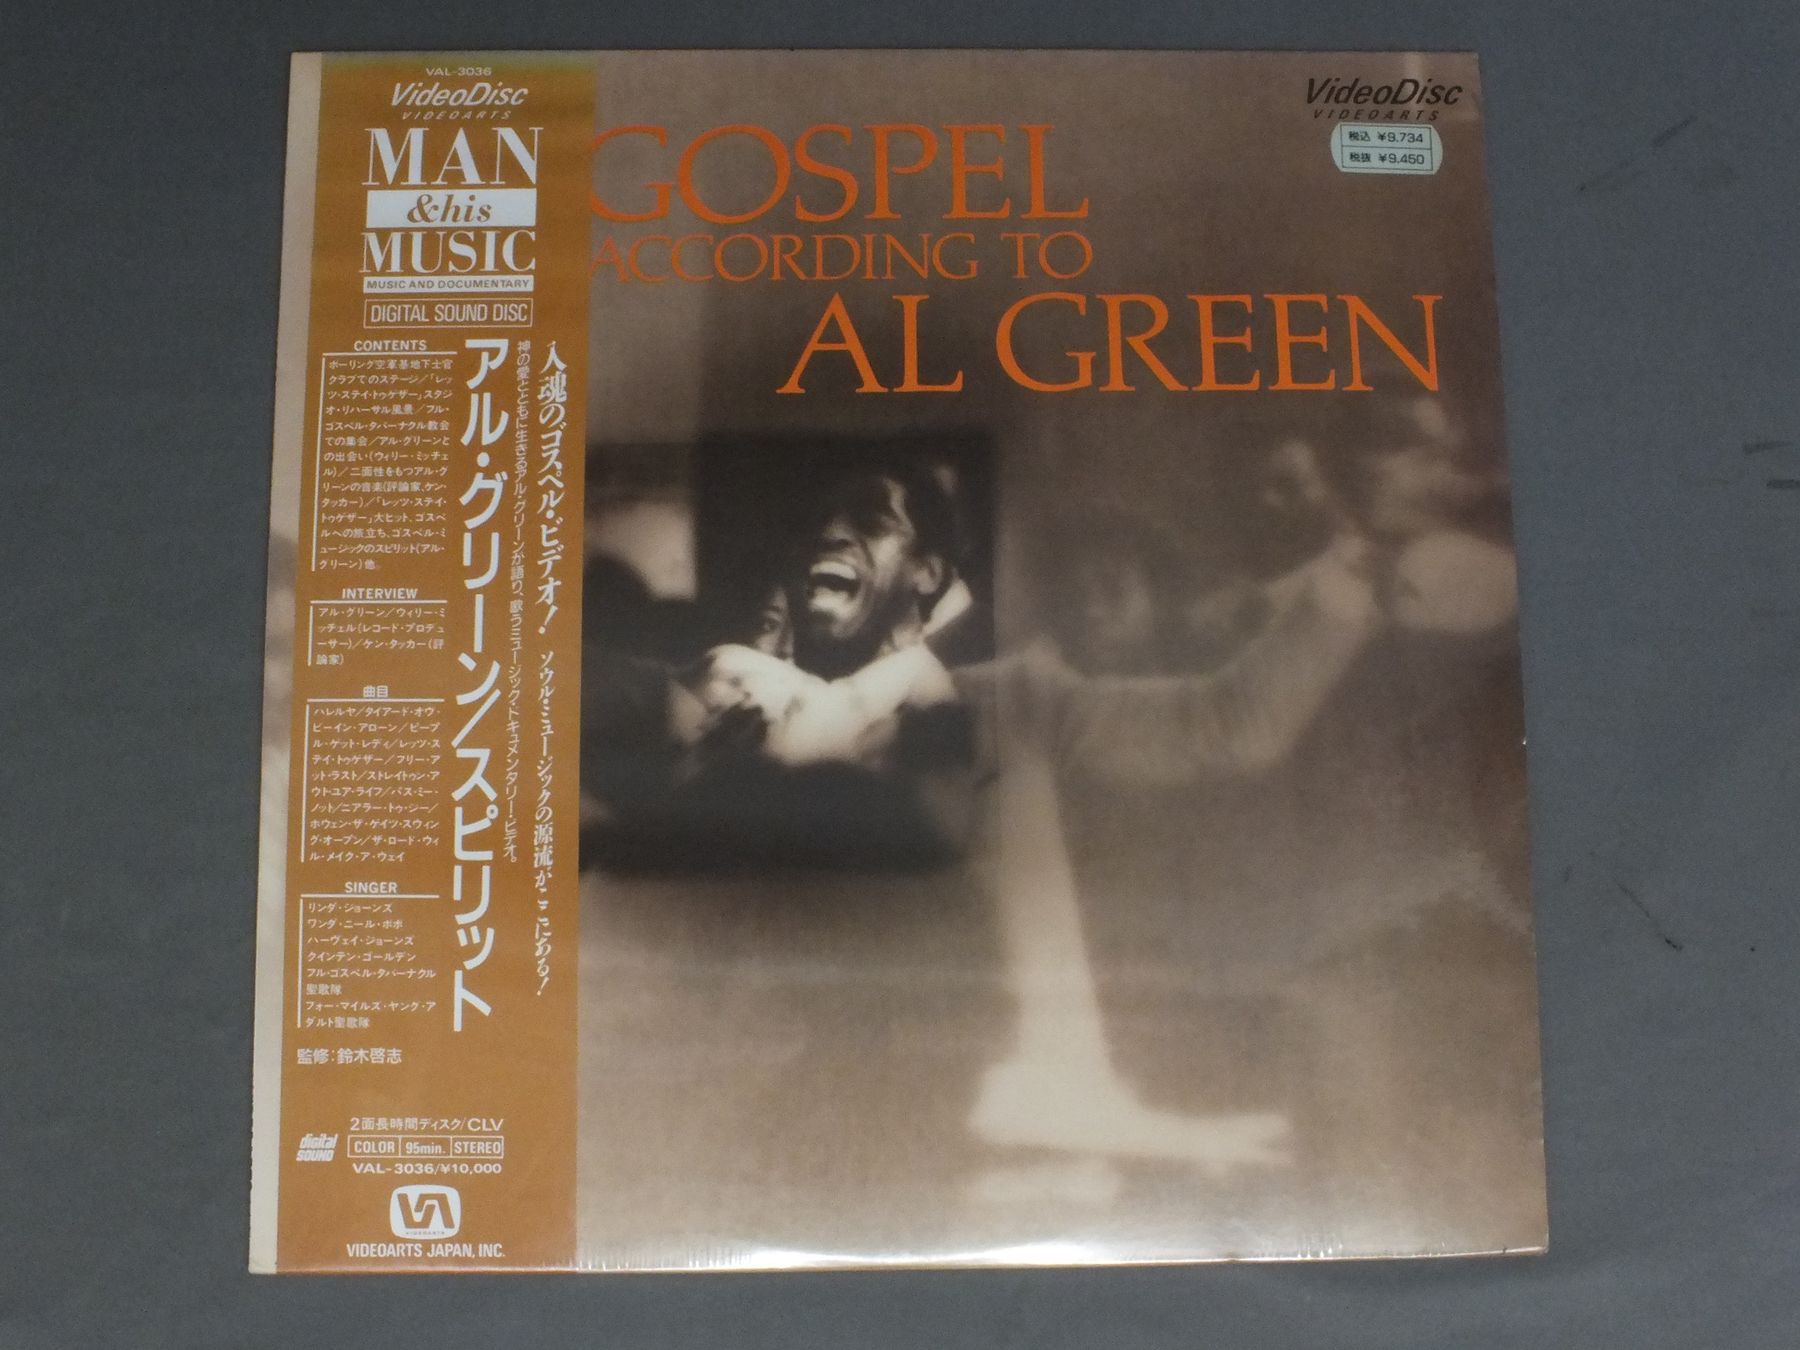 VAL-3036
VideoDisc
VIDEOARTS
MAN
&his
MUSIC
MUSIC AND DOCUMENTARY
DIGITAL SOUND DISC
入魂のゴスペル・ビデオ! ソウル・ミュージックの源流がここにある!
神の愛とともに生きるアル・グリーンが語り、歌うミュージック・ドキュメンタリー・ビデオ。
アル・グリーン/スピリット
CONTENTS
ボーリング空軍基地下士官
クラブでのステージ/「レッ
ツ・ステイ・トゥゲザー」スタジ
オ・リハーサル風景/フル・
ゴスペル・タバーナクル教会
での集会/アル・グリーンと
の出会い(ウィリー・ミッチェ
ル)/二面性をもつアル・グ
リーンの音楽(評論家、ケン・
タッカー)/「レッツ・ステイ・
トゥゲザー」大ヒット、ゴスペ
ルへの旅立ち、ゴスペル・ミ
ュージックのスピリット(アル・
グリーン)他。
INTERVIEW
アル・グリーン/ウィリー・ミ
ッチェル(レコード・プロデュ
ーサー)/ケン・タッカー(評
論家)
曲目
ハレルヤ/タイアード・オヴ・
ビーイン・アローン/ピープ
ル・ゲット・レディ/レッツ・ス
テイ・トゥゲザー/フリー・ア
ット・ラスト/ストレイトゥン・ア
ウト・ユア・ライフ/パス・ミー・
ノット/ニアラー・トゥ・ジー/
ホウェン・ザ・ゲイツ・スウィン
グ・オープン/ザ・ロード・ウィ
ル・メイク・ア・ウェイ
SINGER
リンダ・ジョーンズ
ワンダ・ニール・ボボ
ハーヴェイ・ジョーンズ
クインテン・ゴールデン
フル・ゴスペル・タバーナクル
聖歌隊
フォー・マイルズ・ヤング・ア
ダルト聖歌隊
監修:鈴木啓志
2面長時間ディスク/CLV
digital SOUND
COLOR 95min. STEREO
VAL-3036/¥10,000
VIDEOARTS
VIDEOARTS JAPAN, INC.
GOSPEL
ACCORDING TO
AL GREEN
VideoDisc
VIDEOARTS
税込 ¥9.734
税抜 ¥9.450